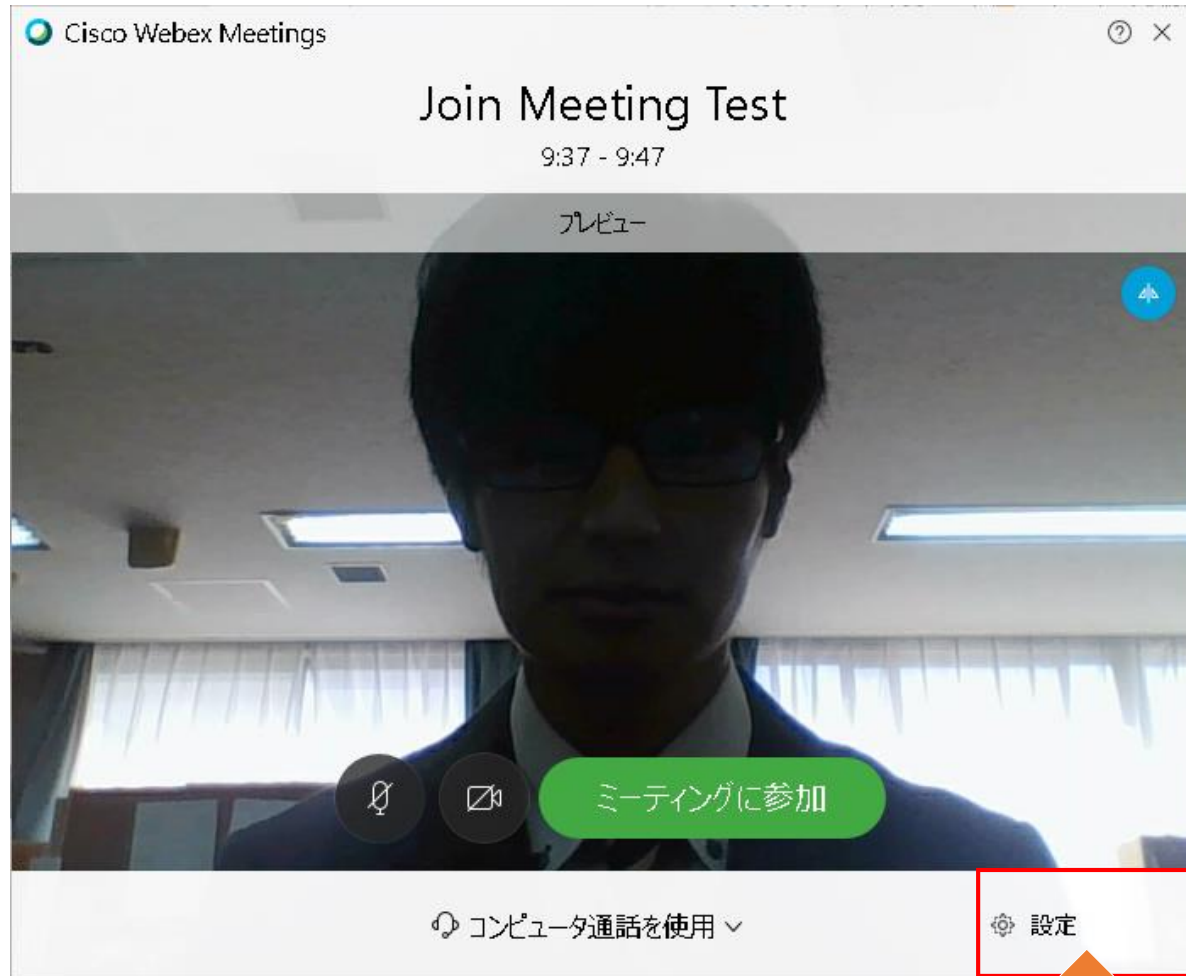 Cisco Webex Meetings
Join Meeting Test
9:37 - 9:47
プレビュー
ミーティングに参加
コンピュータ通話を使用
設定